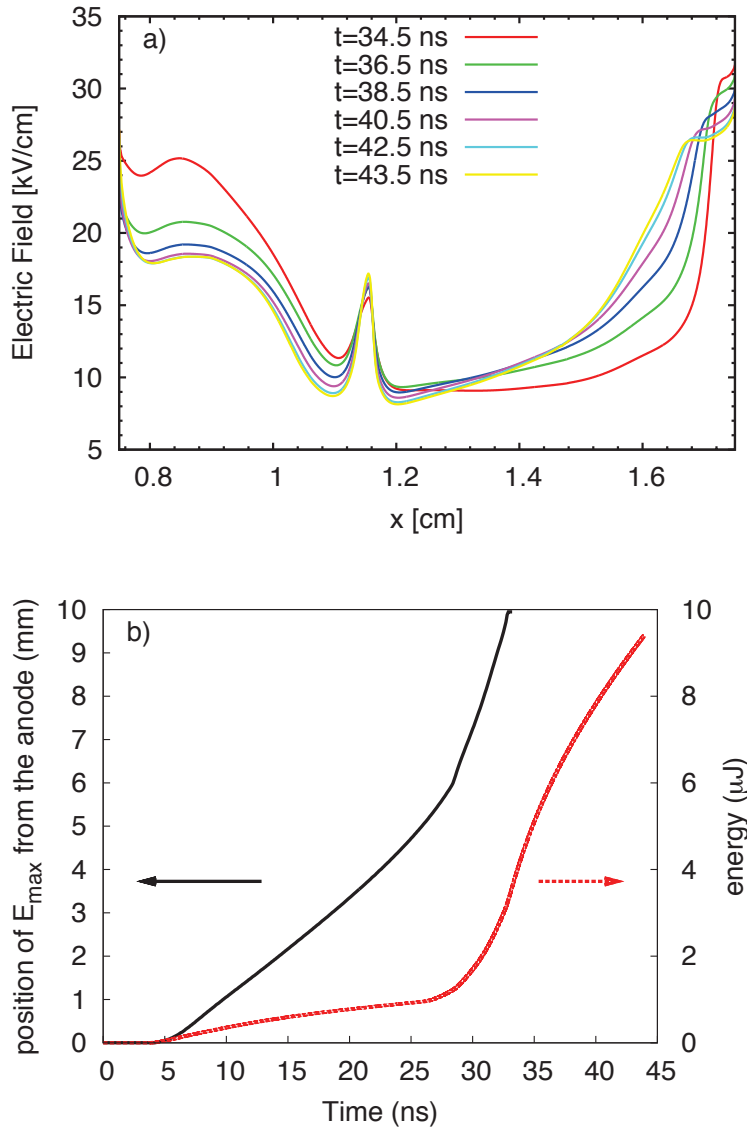 a)
t=34.5 ns
t=36.5 ns
t=38.5 ns
t=40.5 ns
t=42.5 ns
t=43.5 ns
35
30
25
20
15
10
5
Electric Field [kV/cm]
0.8 1 1.2 1.4 1.6
x [cm]
b)
10
9
8
7
6
5
4
3
2
1
0
position of Emax from the anode (mm)
10
8
6
4
2
0
energy (μJ)
0 5 10 15 20 25 30 35 40 45
Time (ns)